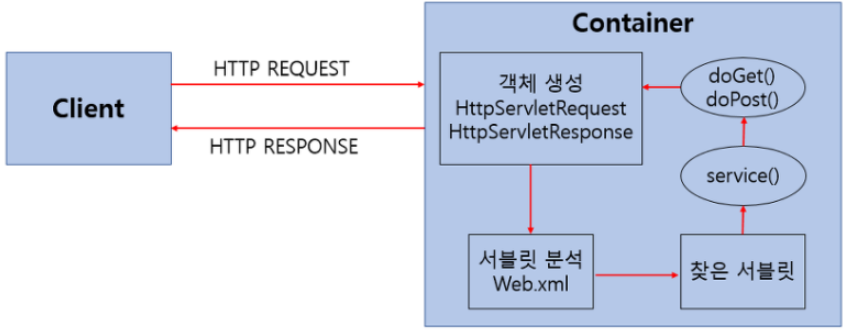 Container
Client
HTTP REQUEST
HTTP RESPONSE
객체 생성
HttpServletRequest
HttpServletResponse
doGet()
doPost()
service()
서블릿 분석
Web.xml
찾은 서블릿